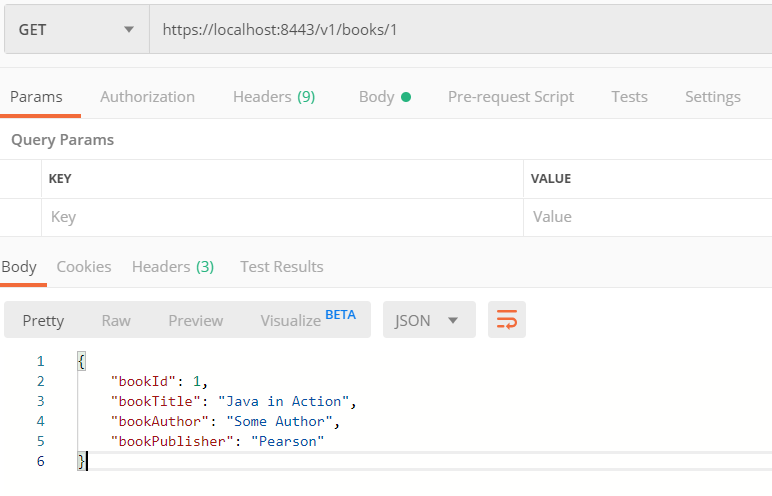 GET https://localhost:8443/v1/books/1
Params Authorization Headers (9) Body Pre-request Script Tests Settings
Query Params
KEY VALUE
Key Value
Body Cookies Headers (3) Test Results
Pretty Raw Preview Visualize BETA JSON
1 {
2 "bookId": 1,
3 "bookTitle": "Java in Action",
4 "bookAuthor": "Some Author",
5 "bookPublisher": "Pearson"
6 }